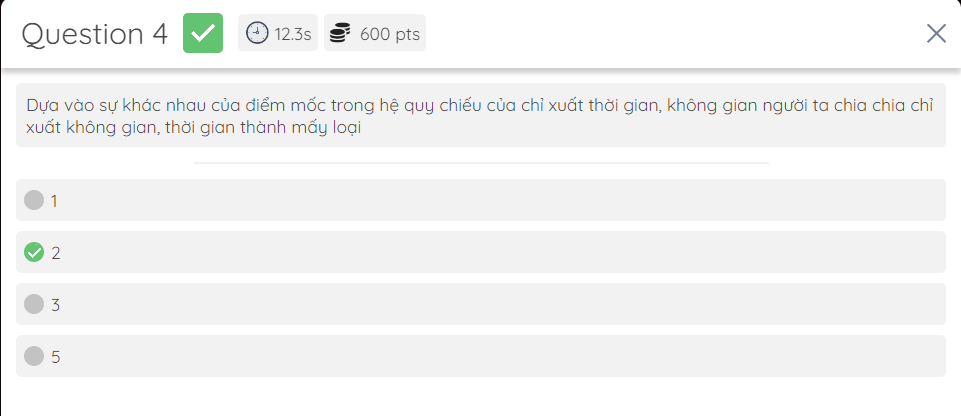 Question 4 12.3s 600 pts
Dựa vào sự khác nhau của điểm mốc trong hệ quy chiếu của chỉ xuất thời gian, không gian người ta chia chia chỉ
xuất không gian, thời gian thành mấy loại
1
2
3
5